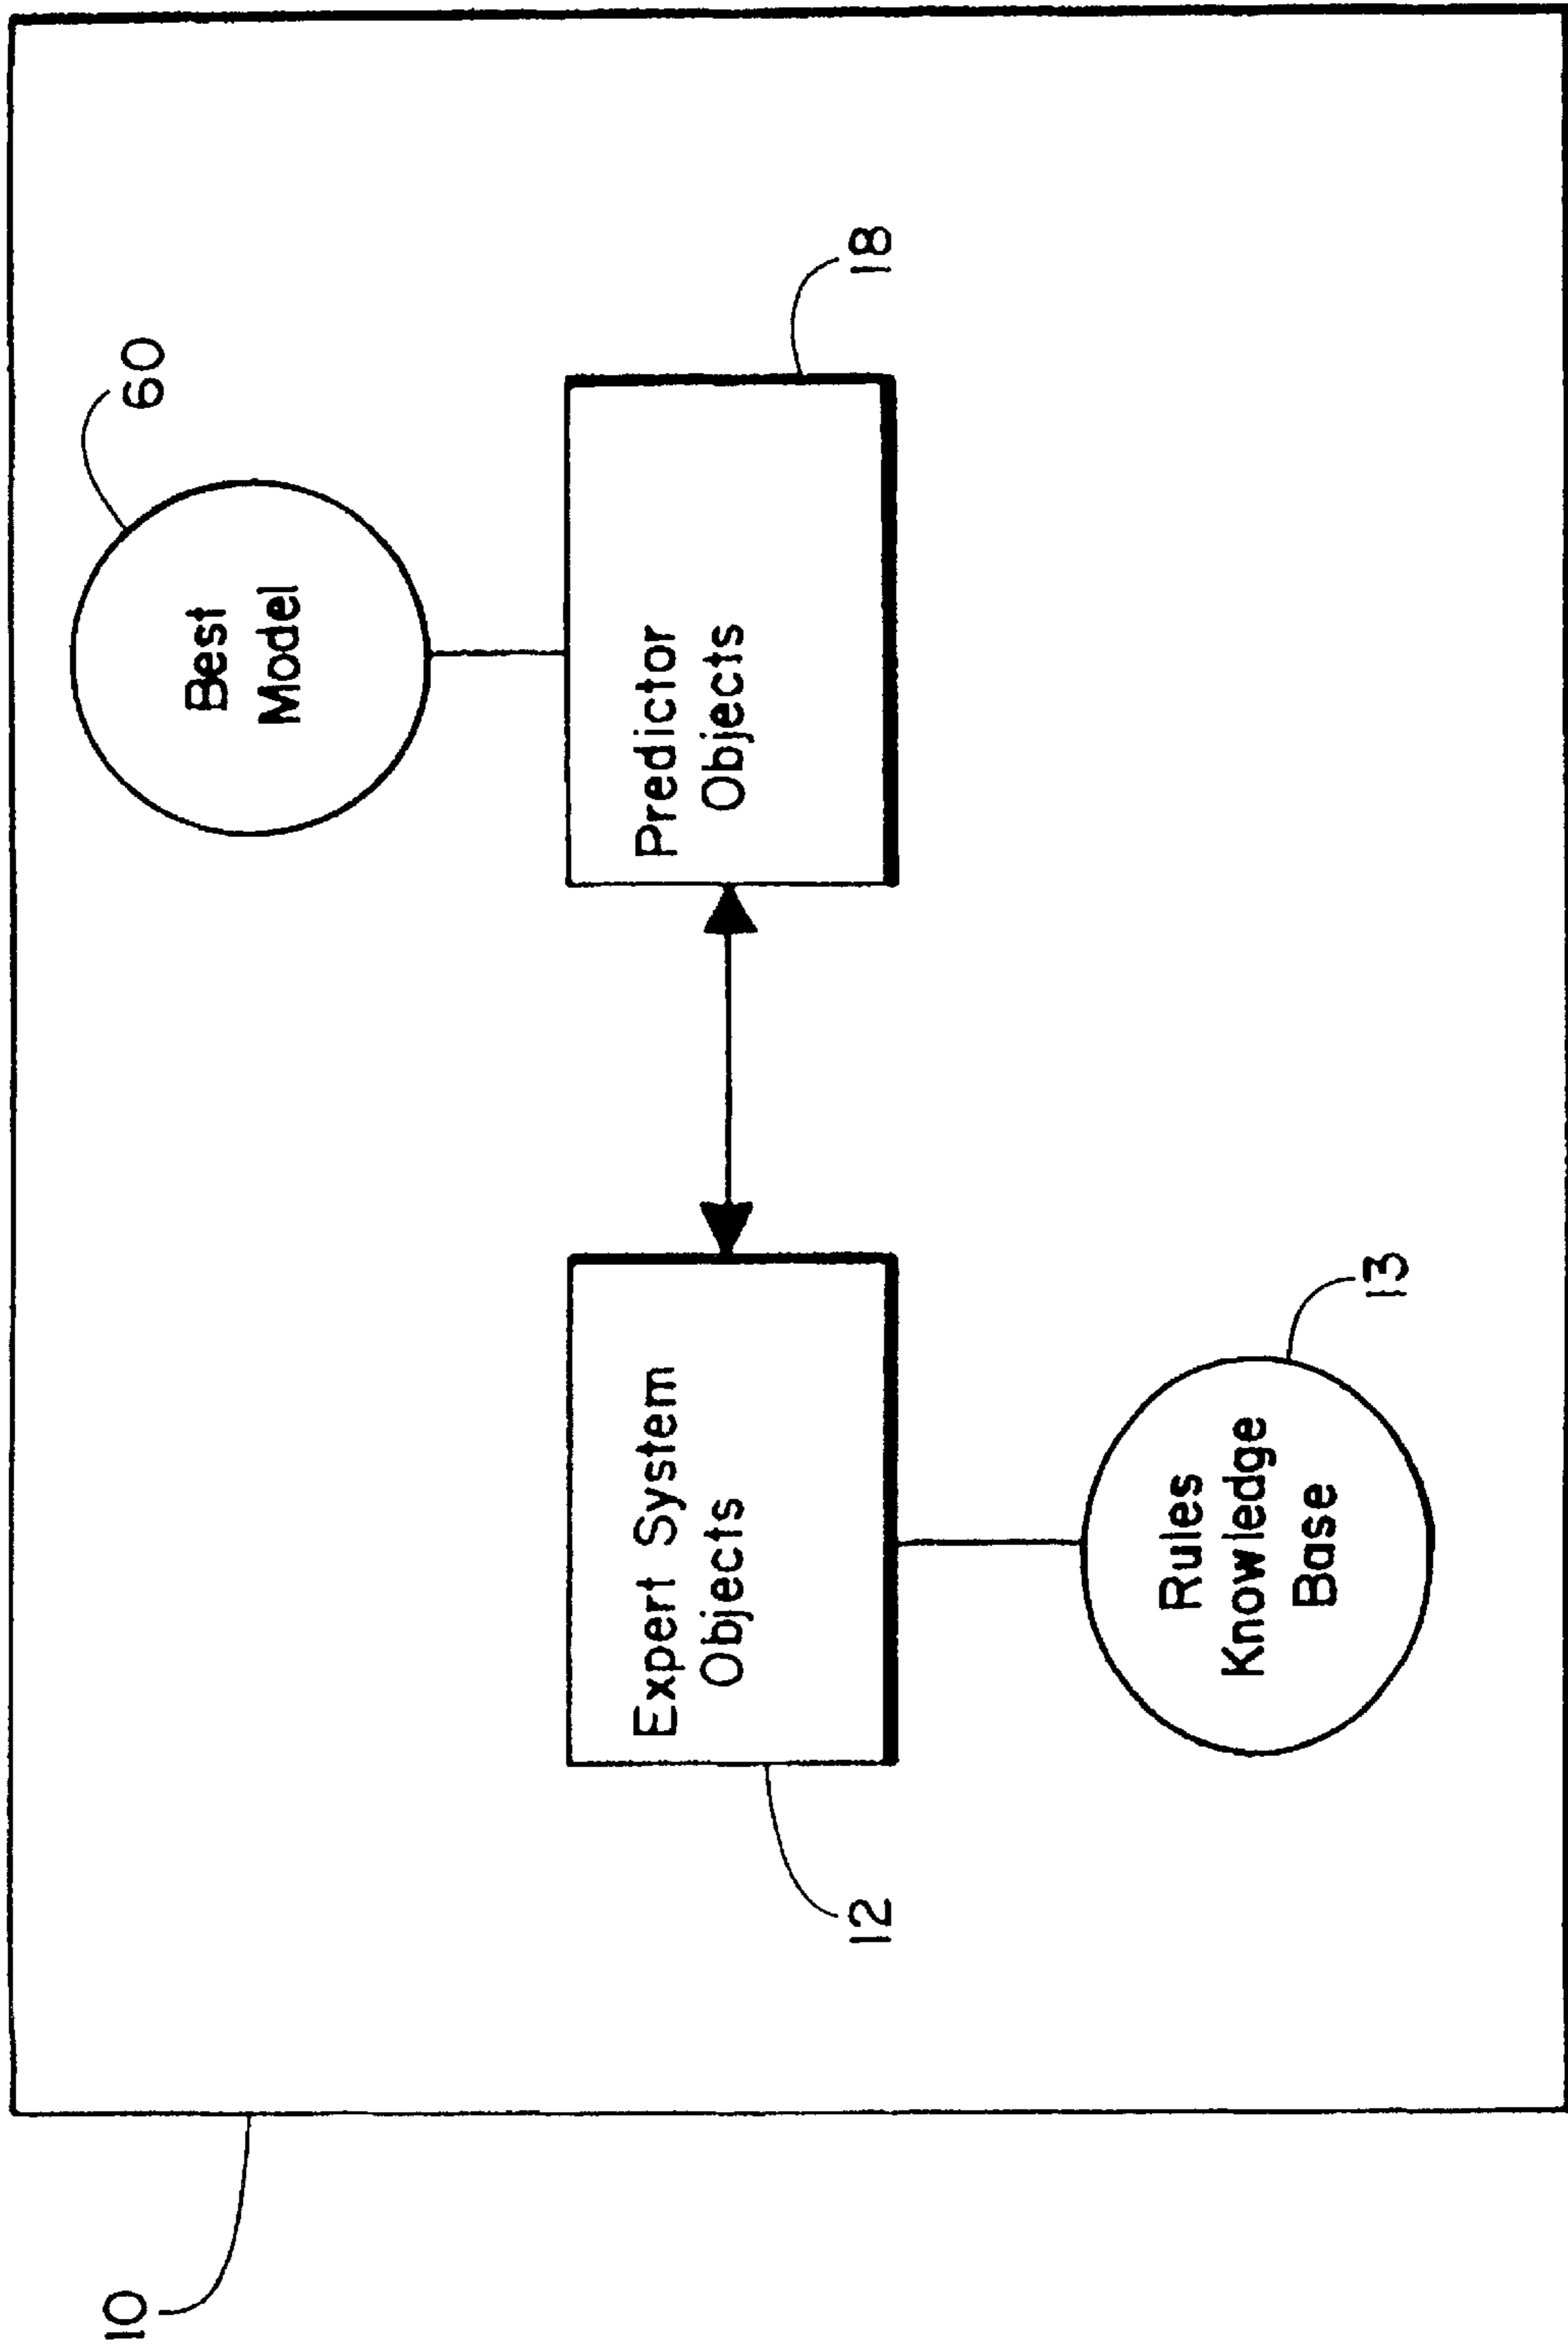 10
60
Best
Model
12
Expert System
Objects
Predictor
Objects
18
Rules
Knowledge
Base
13